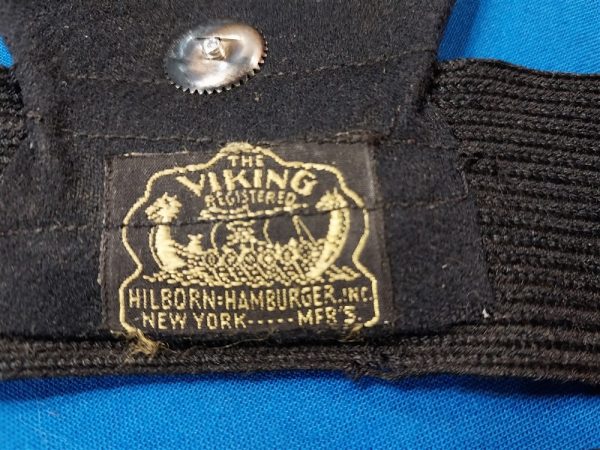 THE
VIKING
REGISTERED
HILBORN=HAMBURGER, INC.
NEW YORK ----- MFR'S.